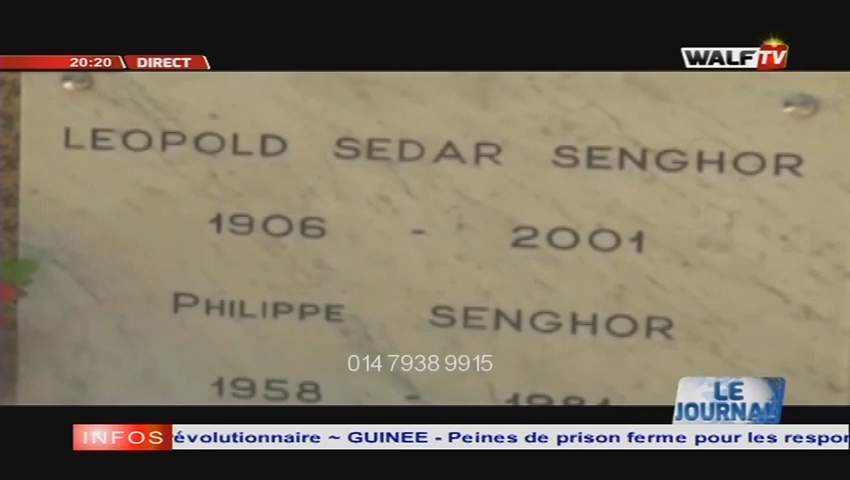 20:20 DIRECT
WALF TV
LEOPOLD SEDAR SENGHOR
1906 - 2001
PHILIPPE SENGHOR
014 7938 9915
1958 - 1981
LE
JOURNAL
INFOS évolutionnaire ~ GUINEE - Peines de prison ferme pour les respon